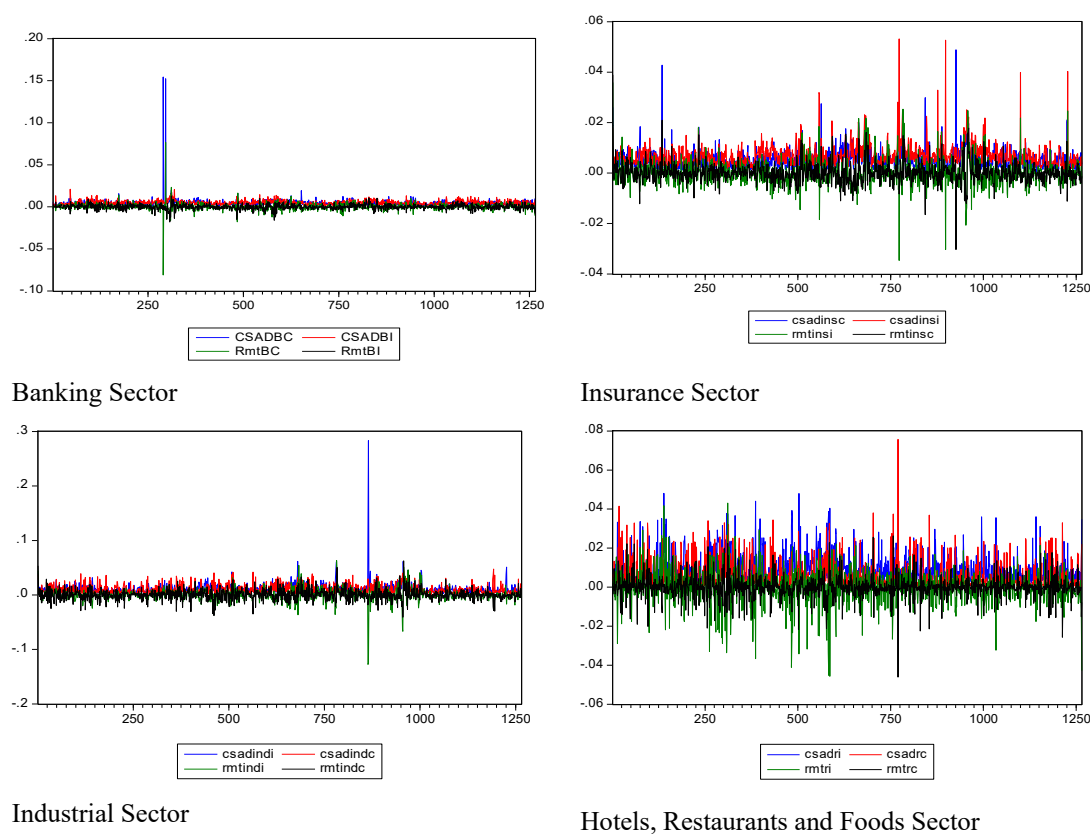 .20
.15
.10
.05
.00
-.05
-.10
250 500 750 1000 1250
CSADBC CSADBI
RmtBC RmtBI
Banking Sector
.06
.04
.02
.00
-.02
-.04
250 500 750 1000 1250
csadinsc csadinsi
rmtinsi rmtinsc
Insurance Sector
.3
.2
.1
.0
-.1
-.2
250 500 750 1000 1250
csadindi csadindc
rmtindi rmtindc
Industrial Sector
.08
.06
.04
.02
.00
-.02
-.04
-.06
250 500 750 1000 1250
csadri csadrc
rmtri rmtrc
Hotels, Restaurants and Foods Sector